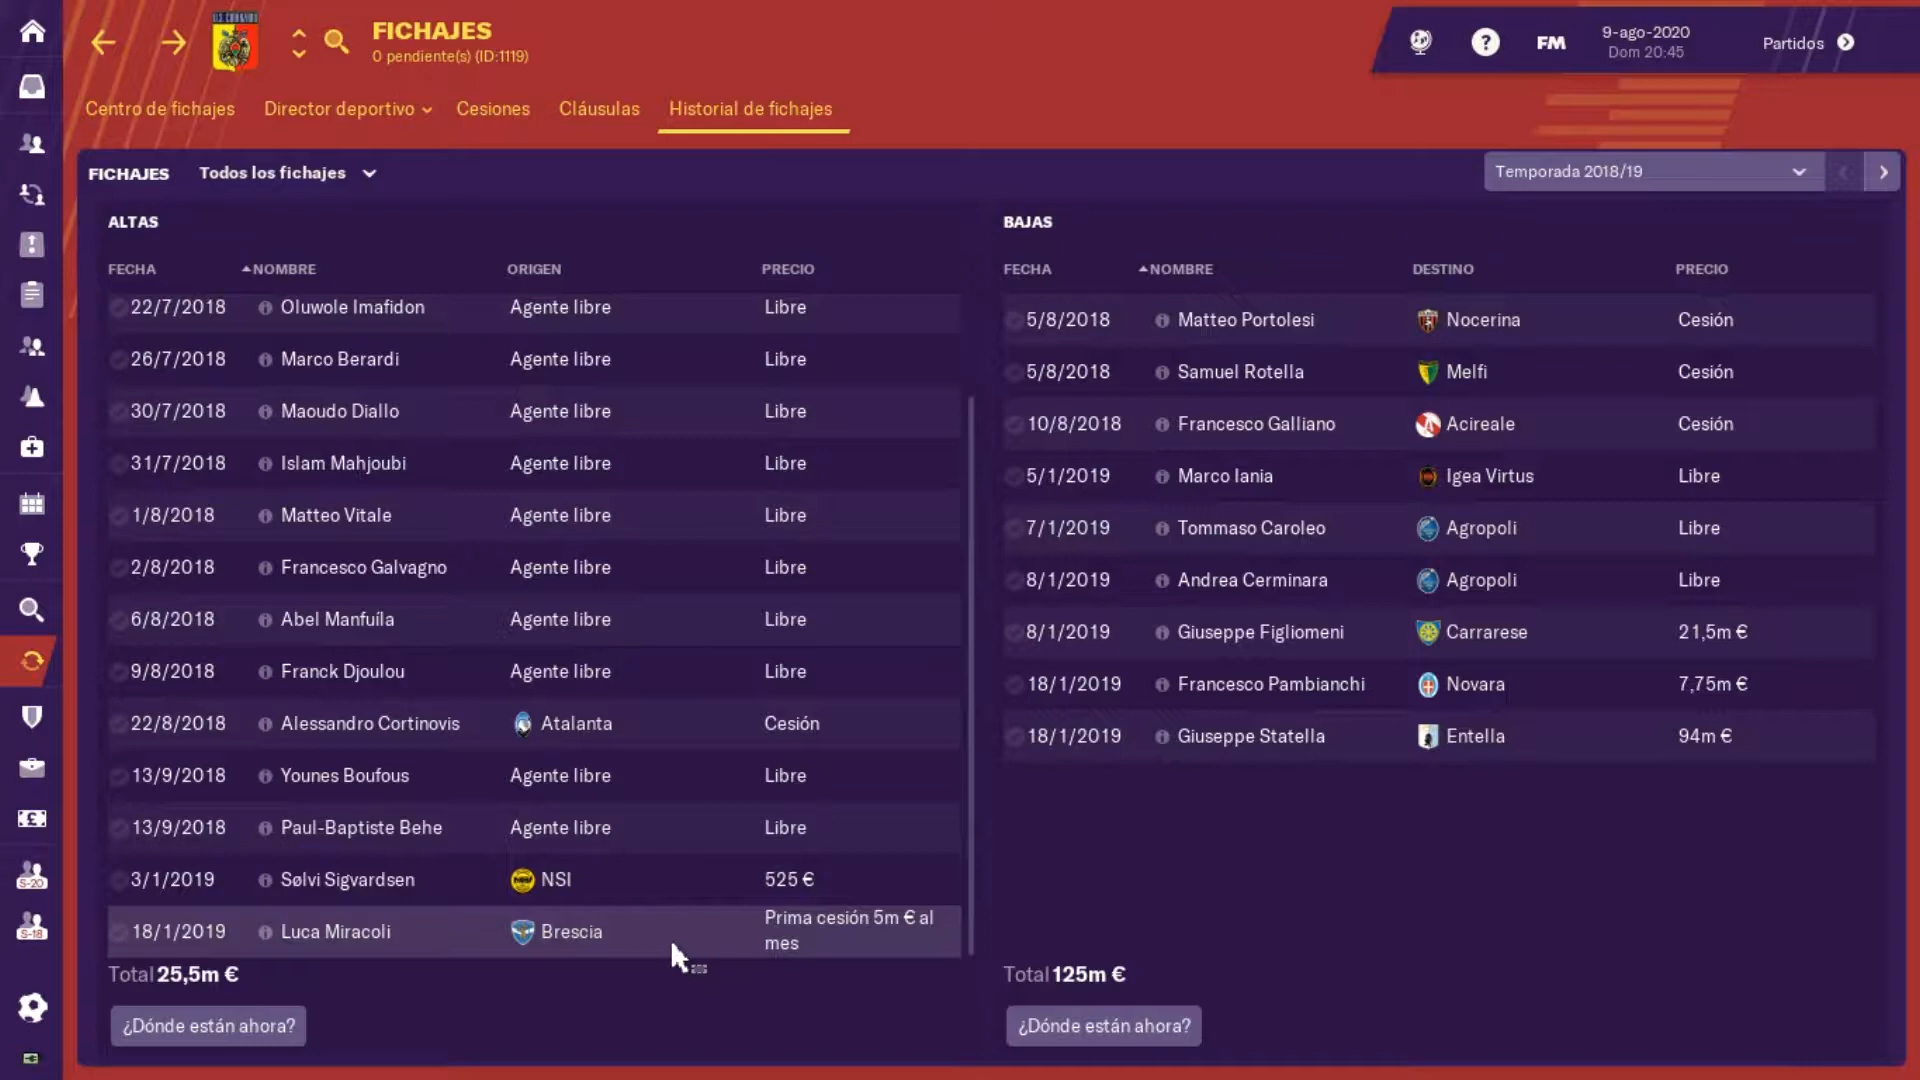 U.S. CATANZARO
FICHAJES
0 pendiente(s) (ID:1119)
FM
9-ago-2020
Dom 20:45
Partidos
Centro de fichajes
Director deportivo
Cesiones
Cláusulas
Historial de fichajes
FICHAJES
Todos los fichajes
Temporada 2018/19
ALTAS
FECHA NOMBRE ORIGEN PRECIO
22/7/2018 Oluwole Imafidon Agente libre Libre
26/7/2018 Marco Berardi Agente libre Libre
30/7/2018 Maoudo Diallo Agente libre Libre
31/7/2018 Islam Mahjoubi Agente libre Libre
1/8/2018 Matteo Vitale Agente libre Libre
2/8/2018 Francesco Galvagno Agente libre Libre
6/8/2018 Abel Manfuíla Agente libre Libre
9/8/2018 Franck Djoulou Agente libre Libre
22/8/2018 Alessandro Cortinovis Atalanta Cesión
13/9/2018 Younes Boufous Agente libre Libre
13/9/2018 Paul-Baptiste Behe Agente libre Libre
3/1/2019 Sølvi Sigvardsen NSI 525 €
18/1/2019 Luca Miracoli Brescia Prima cesión 5m € al
mes
Total 25,5m €
¿Dónde están ahora?
BAJAS
FECHA NOMBRE DESTINO PRECIO
5/8/2018 Matteo Portolesi Nocerina Cesión
5/8/2018 Samuel Rotella Melfi Cesión
10/8/2018 Francesco Galliano Acireale Cesión
5/1/2019 Marco Iania Igea Virtus Libre
7/1/2019 Tommaso Caroleo Agropoli Libre
8/1/2019 Andrea Cerminara Agropoli Libre
8/1/2019 Giuseppe Figliomeni Carrarese 21,5m €
18/1/2019 Francesco Pambianchi Novara 7,75m €
18/1/2019 Giuseppe Statella Entella 94m €
Total 125m €
¿Dónde están ahora?
S-20
S-18